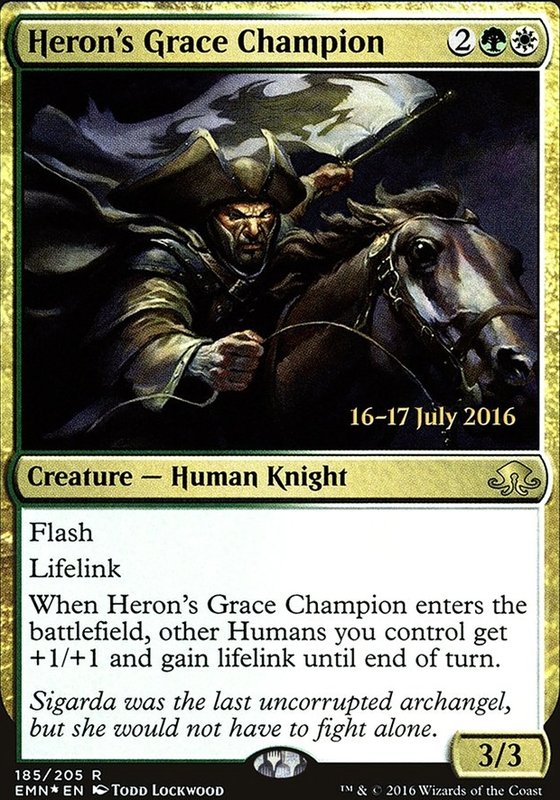 Heron's Grace Champion 2
16–17 July 2016
Creature — Human Knight
Flash
Lifelink
When Heron's Grace Champion enters the
battlefield, other Humans you control get
+1/+1 and gain lifelink until end of turn.
Sigarda was the last uncorrupted archangel,
but she would not have to fight alone.
3/3
185/205 R
EMN★EN Todd Lockwood
™ & © 2016 Wizards of the Coast